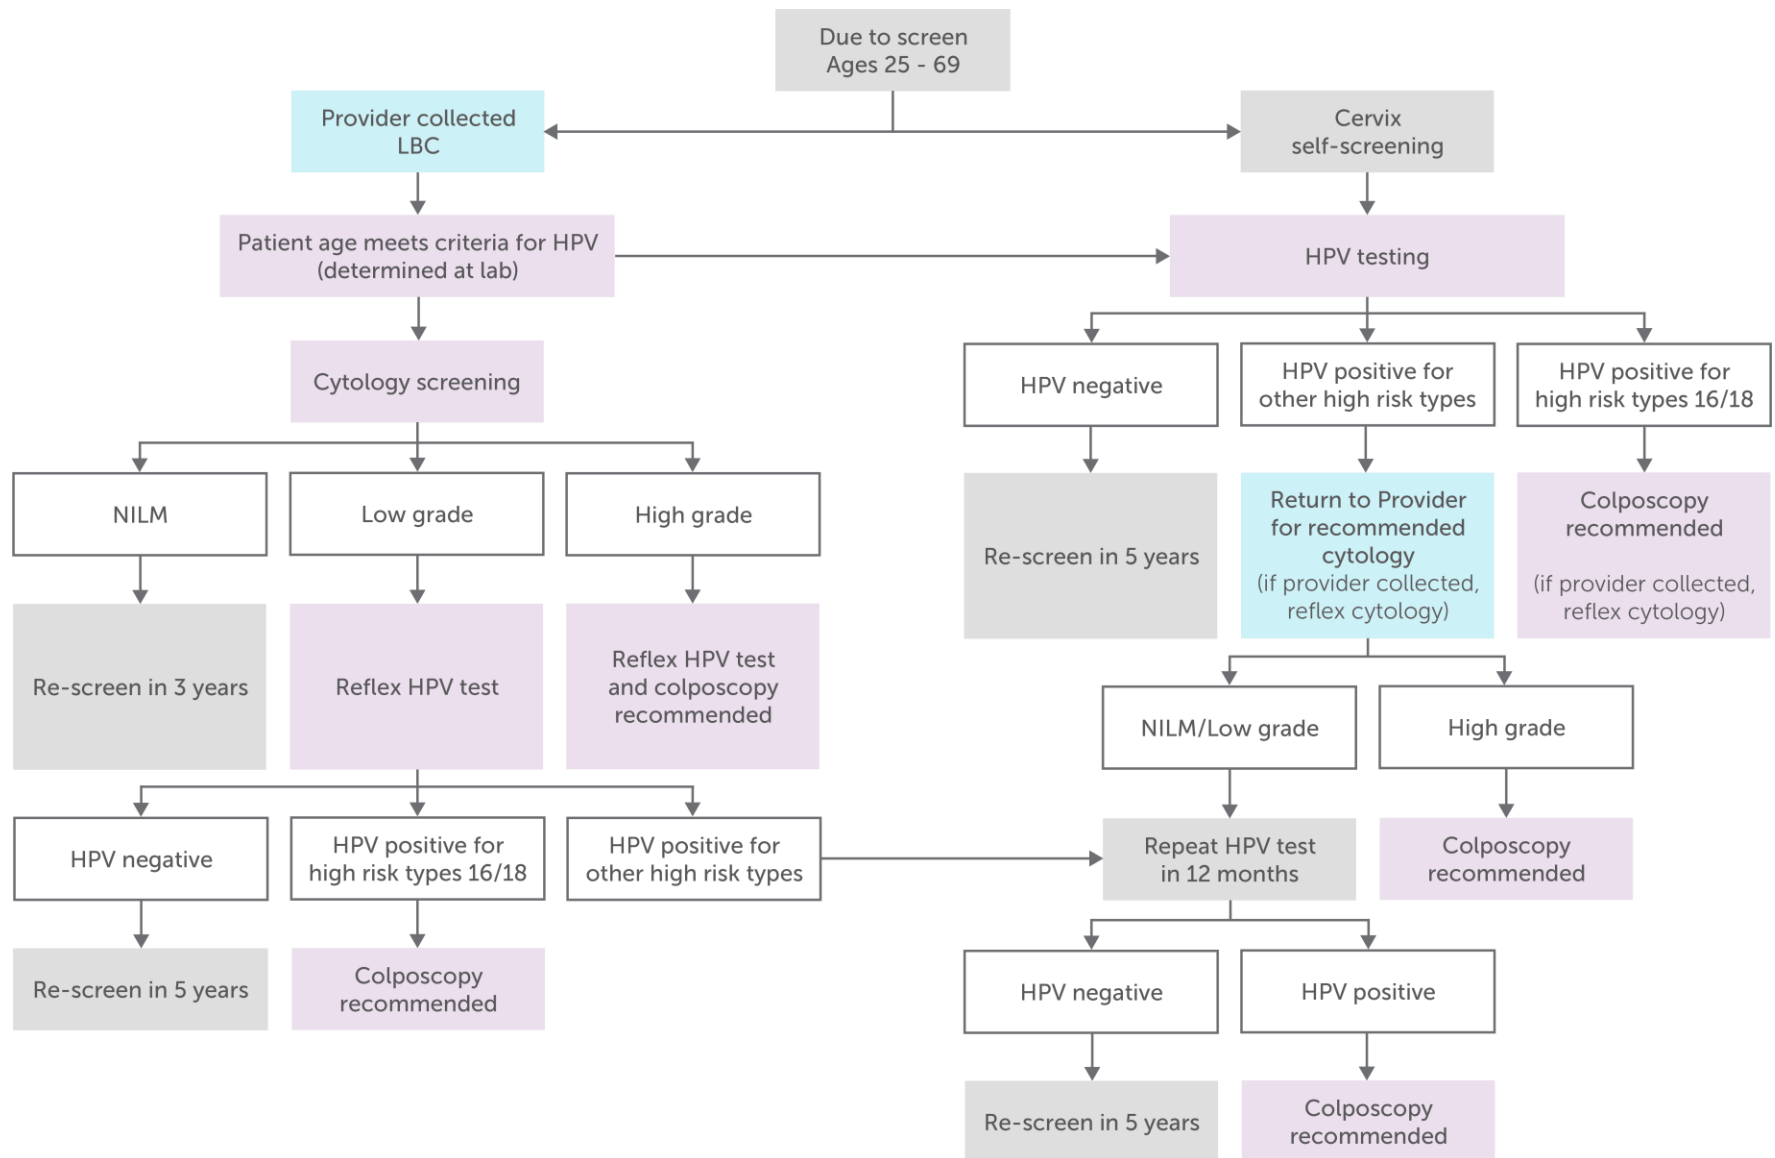 Due to screen
Ages 25 - 69
Provider collected
LBC
Cervix
self-screening
Patient age meets criteria for HPV
(determined at lab)
HPV testing
Cytology screening
HPV negative
HPV positive for
other high risk types
HPV positive for
high risk types 16/18
NILM
Low grade
High grade
Re-screen in 5 years
Return to Provider
for recommended
cytology
(if provider collected,
reflex cytology)
Colposcopy
recommended
(if provider collected,
reflex cytology)
Re-screen in 3 years
Reflex HPV test
Reflex HPV test
and colposcopy
recommended
NILM/Low grade
High grade
HPV negative
HPV positive for
high risk types 16/18
HPV positive for
other high risk types
Repeat HPV test
in 12 months
Colposcopy
recommended
Re-screen in 5 years
Colposcopy
recommended
HPV negative
HPV positive
Re-screen in 5 years
Colposcopy
recommended